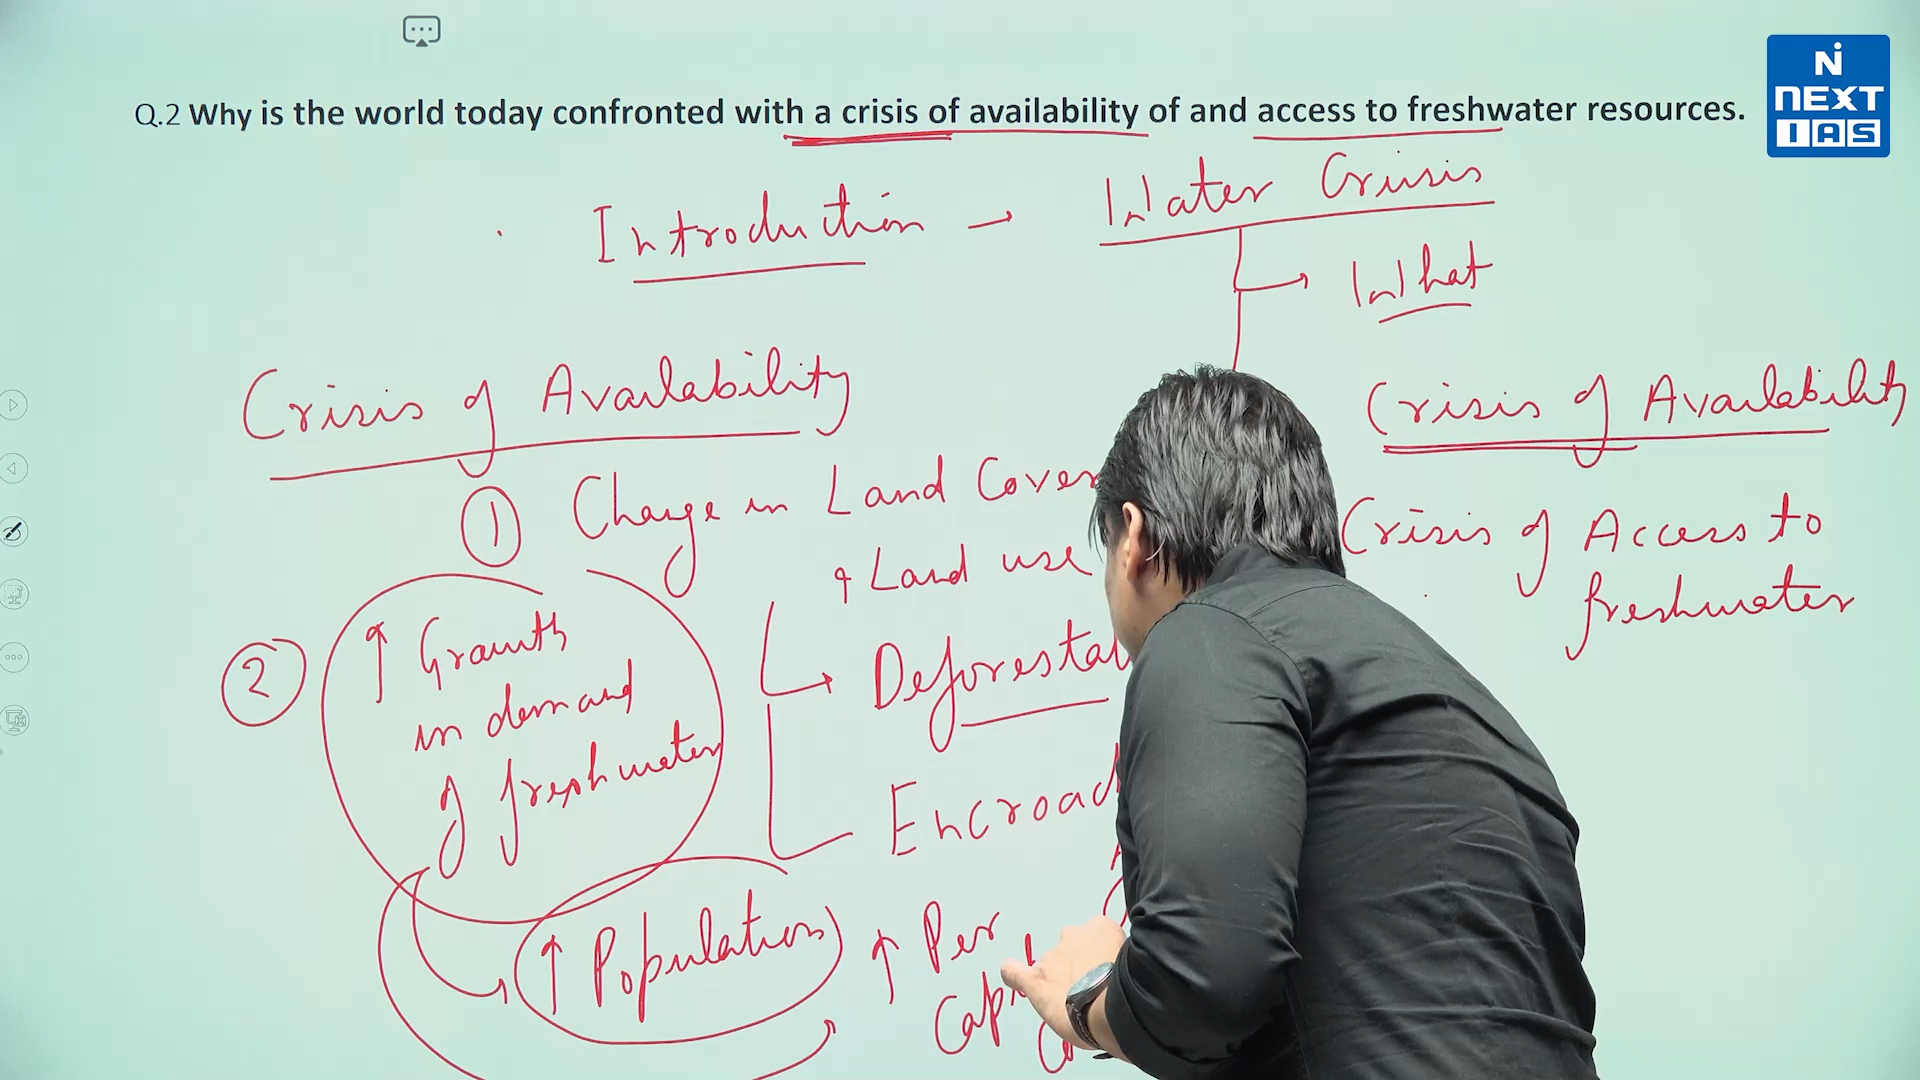 Q.2 Why is the world today confronted with a crisis of availability of and access to freshwater resources.
NEXT
IAS
Introduction → Water Crisis
What
Crisis of Availability
Crisis of Availability
① Change in Land Cover
& Land use
Crisis of Access to
freshwater
② ↑ Growth
in demand
of freshwater
Deforestat
Encroach
↑ Population
↑ Per
Cap